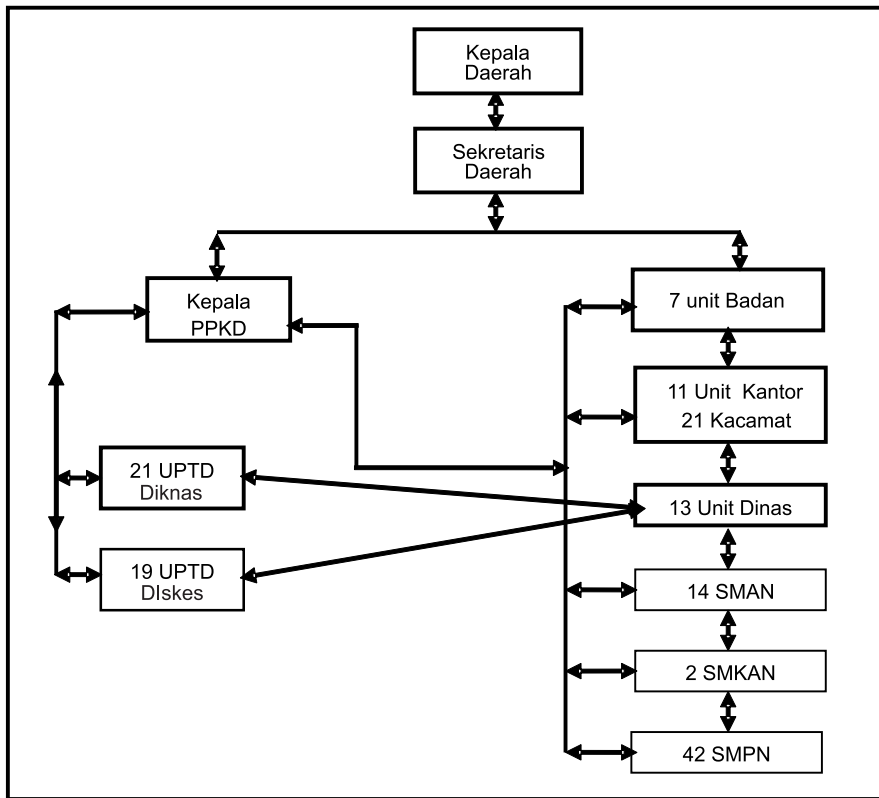 Kepala
Daerah
Sekretaris
Daerah
Kepala
PPKD
7 unit Badan
11 Unit Kantor
21 Kacamat
21 UPTD
Diknas
13 Unit Dinas
19 UPTD
DIskes
14 SMAN
2 SMKAN
42 SMPN